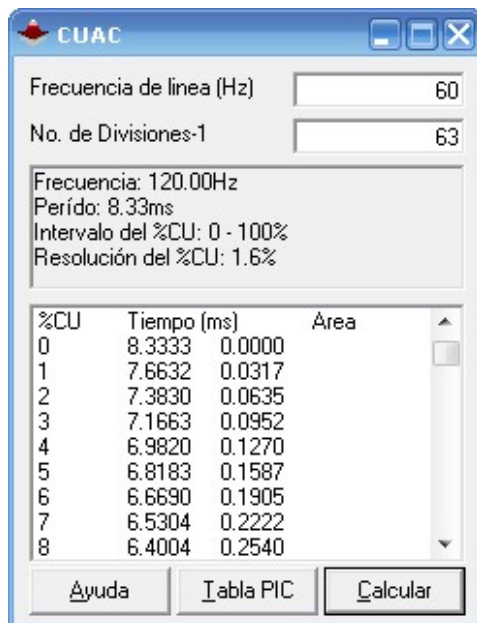 CUAC
Frecuencia de linea (Hz) 60
No. de Divisiones-1 63
Frecuencia: 120.00Hz
Perído: 8.33ms
Intervalo del %CU: 0 - 100%
Resolución del %CU: 1.6%
%CU Tiempo (ms) Area
0 8.3333 0.0000
1 7.6632 0.0317
2 7.3830 0.0635
3 7.1663 0.0952
4 6.9820 0.1270
5 6.8183 0.1587
6 6.6690 0.1905
7 6.5304 0.2222
8 6.4004 0.2540
Ayuda Tabla PIC Calcular